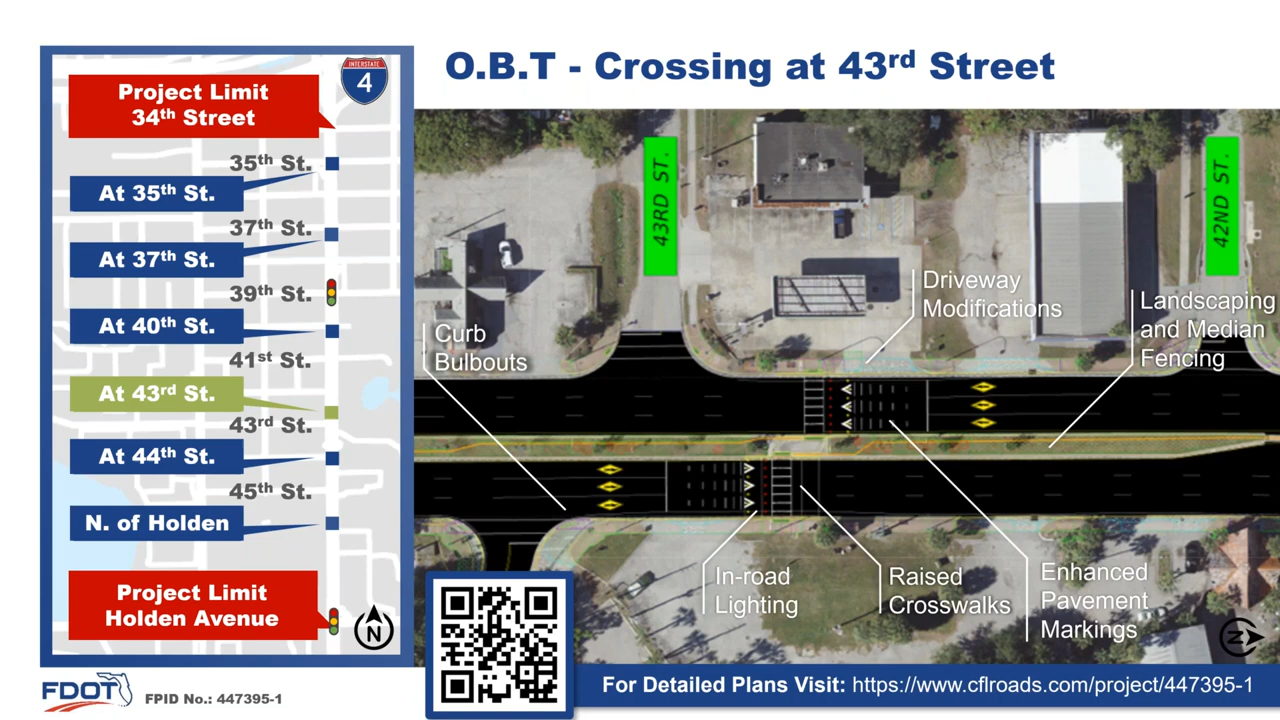 O.B.T - Crossing at 43rd Street
INTERSTATE
4
Project Limit
34th Street
35th St.
At 35th St.
37th St.
At 37th St.
39th St.
At 40th St.
41st St.
At 43rd St.
43rd St.
At 44th St.
45th St.
N. of Holden
Project Limit
Holden Avenue
N
43RD ST.
42ND ST.
Driveway
Modifications
Landscaping
and Median
Fencing
Curb
Bulbouts
In-road
Lighting
Raised
Crosswalks
Enhanced
Pavement
Markings
N
FDOT
FPID No.: 447395-1
For Detailed Plans Visit: https://www.cflroads.com/project/447395-1